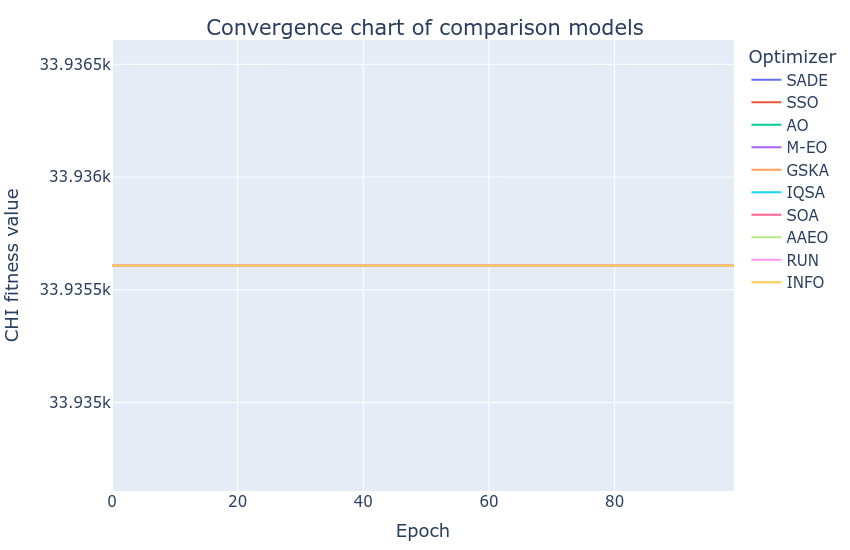 Convergence chart of comparison models
33.9365k
33.936k
33.9355k
33.935k
CHI fitness value
0
20
40
60
80
Epoch
Optimizer
SADE
SSO
AO
M-EO
GSKA
IQSA
SOA
AAEO
RUN
INFO